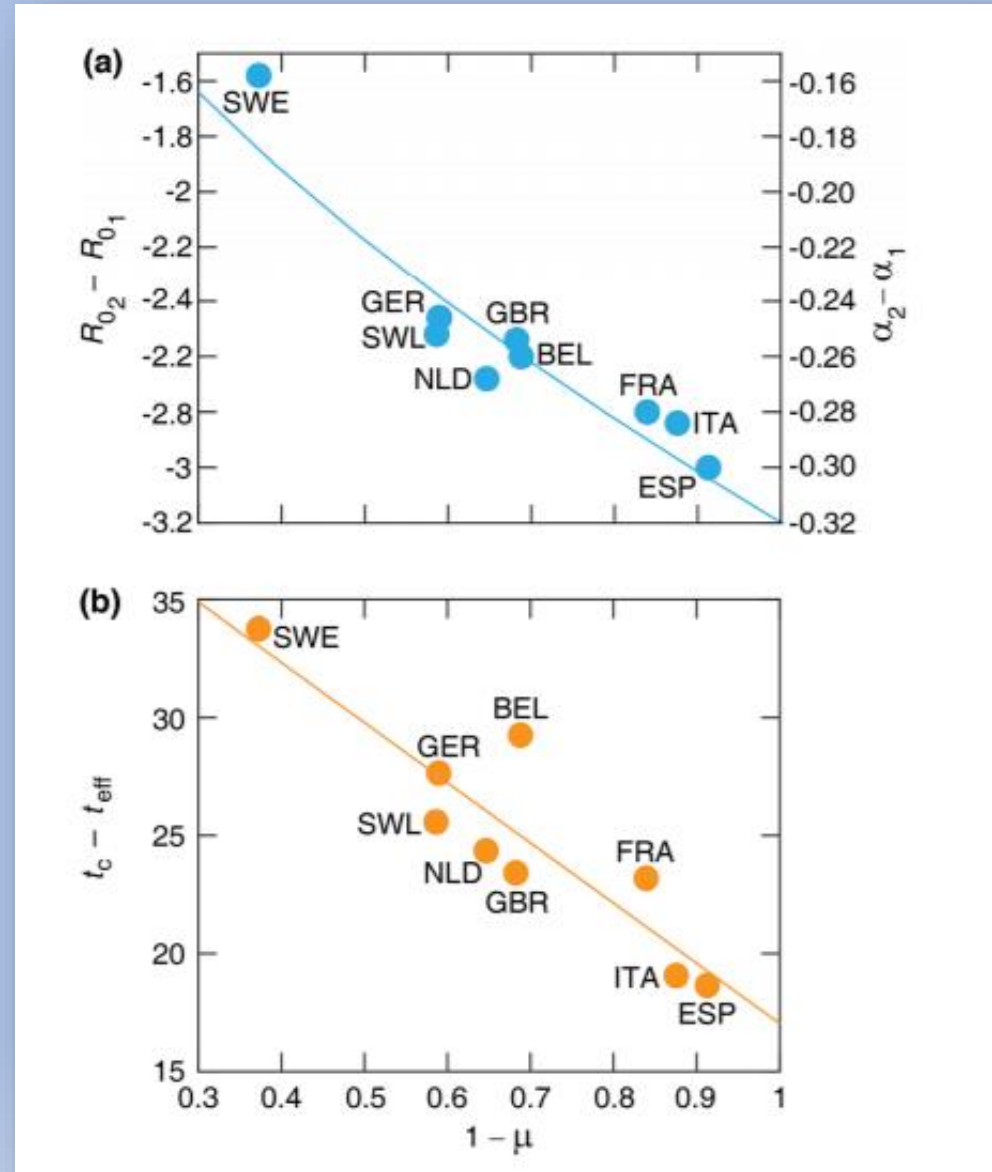 (a)
-1.6
-1.8
-2
-2.2
-2.4
-2.2
-2.8
-3
-3.2
R02 – R01
SWE
GER
SWL
NLD
GBR
BEL
FRA
ITA
ESP
-0.16
-0.18
-0.20
-0.22
-0.24
-0.26
-0.28
-0.30
-0.32
α2 – α1
(b)
35
30
25
20
15
tc – teff
SWE
BEL
GER
SWL
NLD
GBR
FRA
ITA
ESP
0.3 0.4 0.5 0.6 0.7 0.8 0.9 1
1 – μ